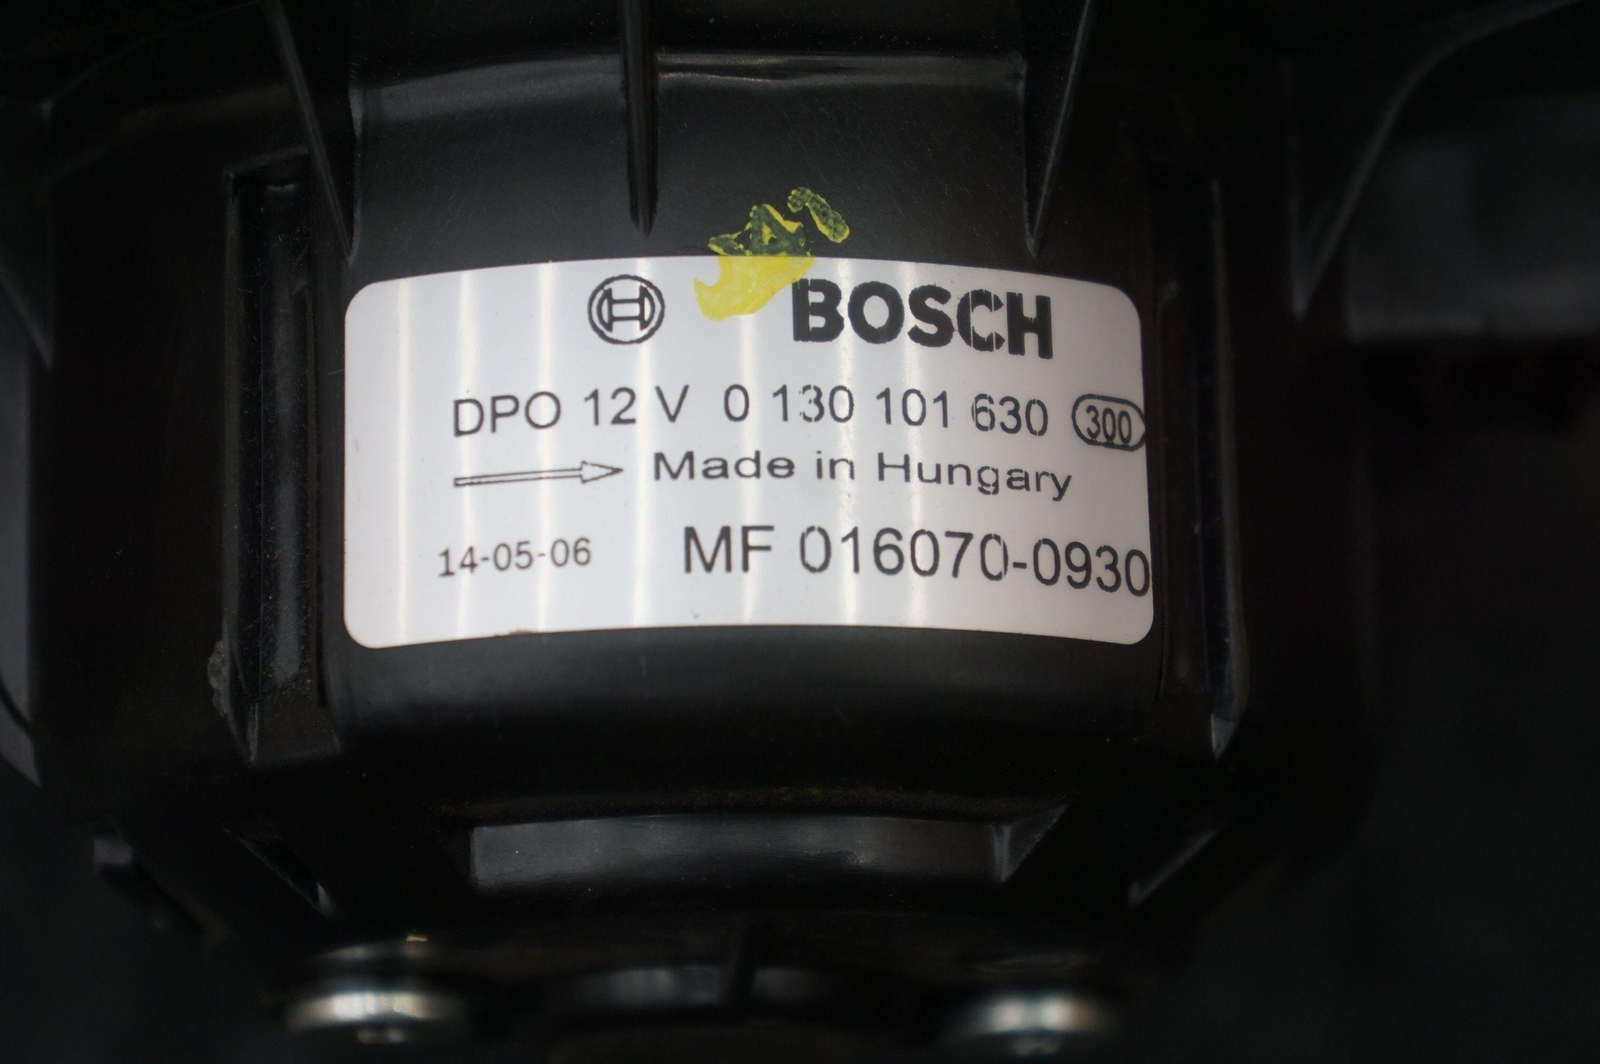 BOSCH
DPO 12 V 0 130 101 630 300
Made in Hungary
14-05-06 MF 016070-0930